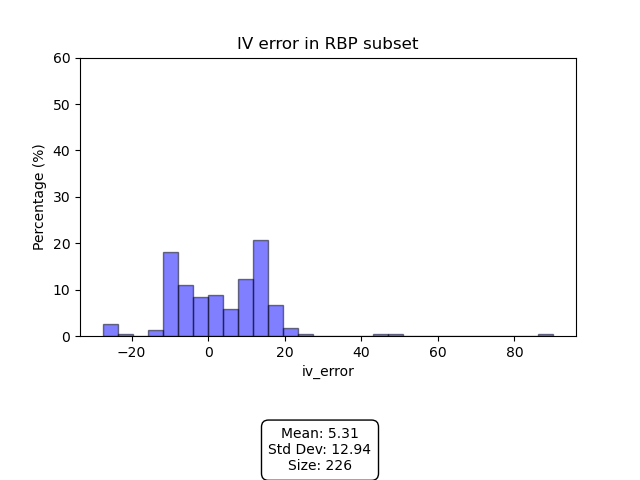 IV error in RBP subset
60
50
40
30
20
10
0
Percentage (%)
−20
0
20
40
60
80
iv_error
Mean: 5.31
Std Dev: 12.94
Size: 226